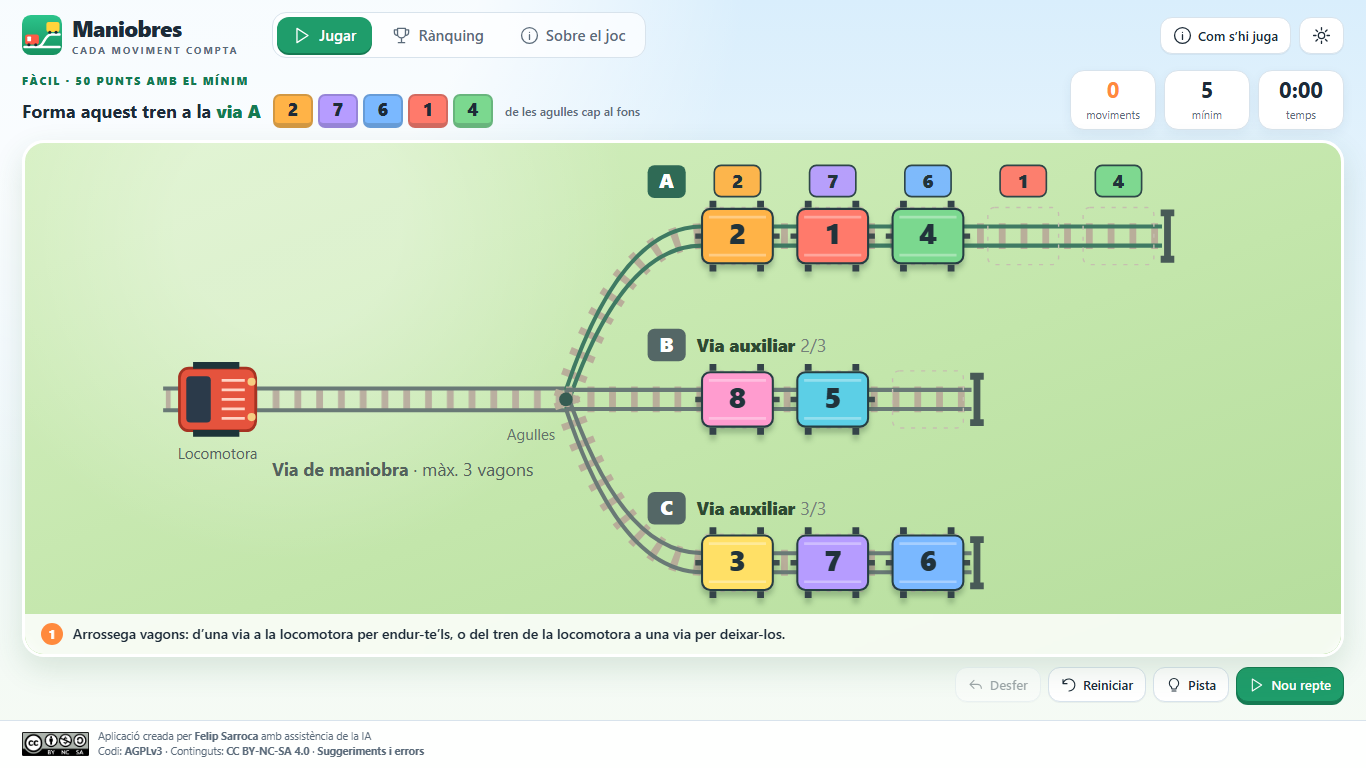 Maniobres
CADA MOVIMENT COMPTA
Jugar
Rànquing
Sobre el joc
Com s'hi juga
FÀCIL · 50 PUNTS AMB EL MÍNIM
Forma aquest tren a la via A 2 7 6 1 4 de les agulles cap al fons
0 moviments
5 mínim
0:00 temps
A 2 7 6 1 4
2 1 4
B Via auxiliar 2/3
8 5
Agulles
Locomotora
Via de maniobra · màx. 3 vagons
C Via auxiliar 3/3
3 7 6
1 Arrossega vagons: d'una via a la locomotora per endur-te'ls, o del tren de la locomotora a una via per deixar-los.
Desfer
Reiniciar
Pista
Nou repte
CC BY NC SA
Aplicació creada per Felip Sarroca amb assistència de la IA
Codi: AGPLv3 · Continguts: CC BY-NC-SA 4.0 · Suggeriments i errors